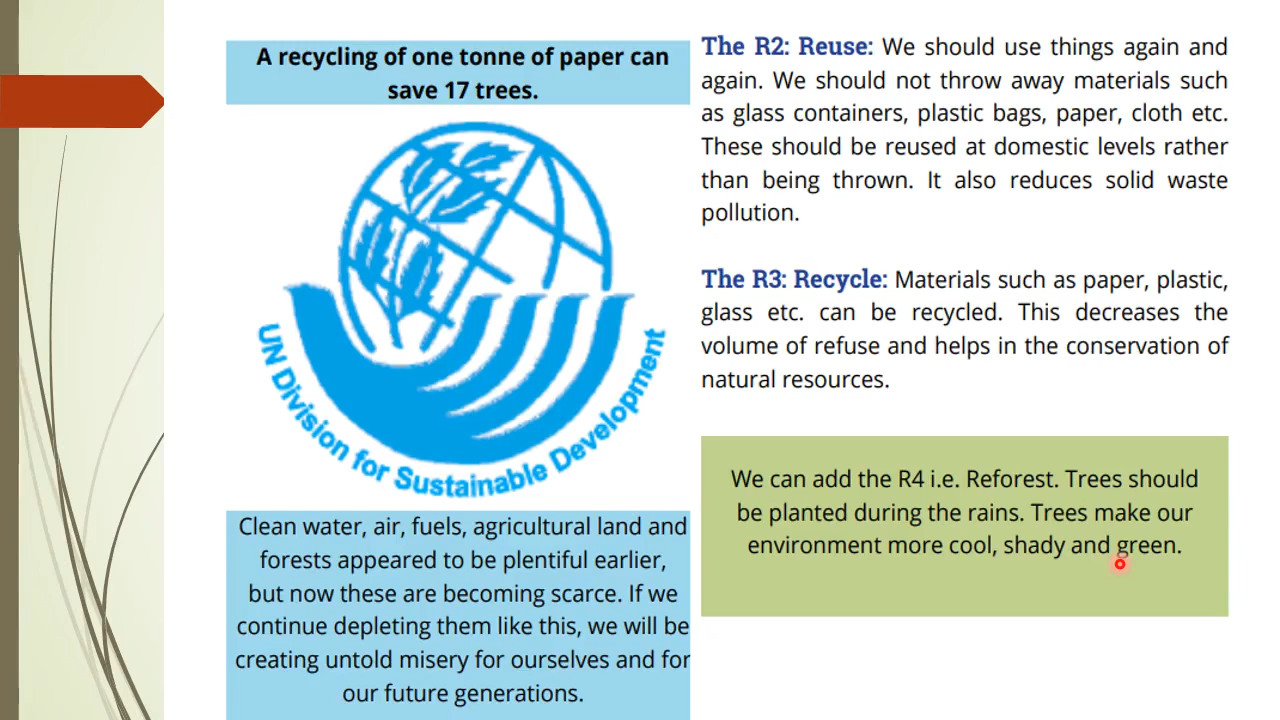 A recycling of one tonne of paper can
save 17 trees.
UN Division for Sustainable Development
Clean water, air, fuels, agricultural land and
forests appeared to be plentiful earlier,
but now these are becoming scarce. If we
continue depleting them like this, we will be
creating untold misery for ourselves and for
our future generations.
The R2: Reuse: We should use things again and
again. We should not throw away materials such
as glass containers, plastic bags, paper, cloth etc.
These should be reused at domestic levels rather
than being thrown. It also reduces solid waste
pollution.
The R3: Recycle: Materials such as paper, plastic,
glass etc. can be recycled. This decreases the
volume of refuse and helps in the conservation of
natural resources.
We can add the R4 i.e. Reforest. Trees should
be planted during the rains. Trees make our
environment more cool, shady and green.